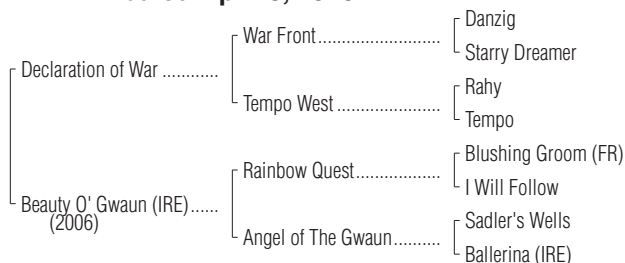 Danzig
War Front
Starry Dreamer
Declaration of War
Rahy
Tempo West
Tempo
Blushing Groom (FR)
Rainbow Quest
I Will Follow
Beauty O' Gwaun (IRE)
(2006)
Sadler's Wells
Angel of The Gwaun
Ballerina (IRE)